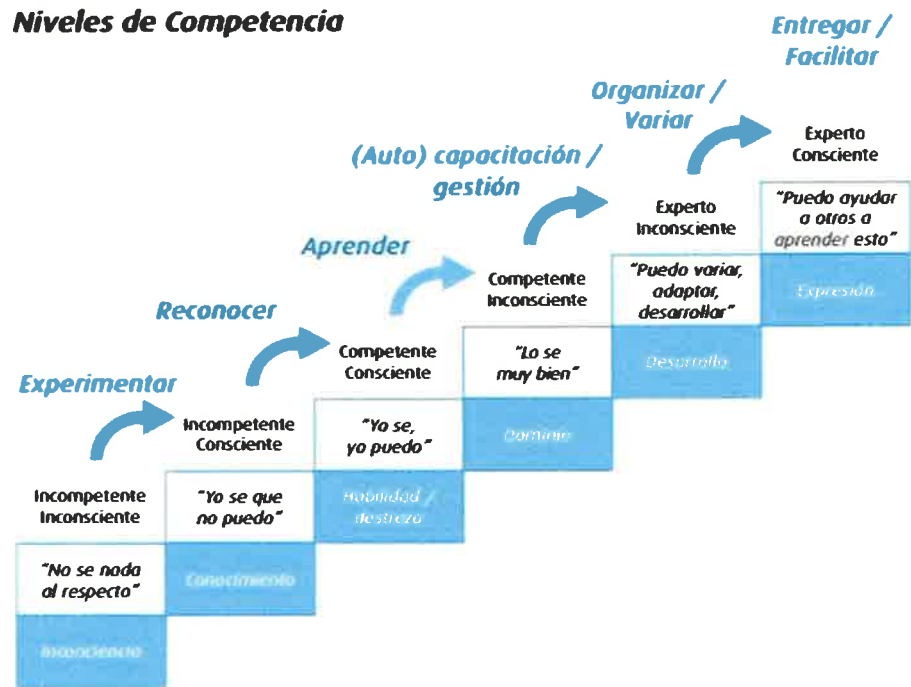 Niveles de Competencia
Experimentar
Incompetente
Inconsciente
"No se nada
al respecto"
Inconciencia
Reconocer
Incompetente
Consciente
"Yo se que
no puedo"
Conocimiento
Aprender
Competente
Consciente
"Yo se,
yo puedo"
Habilidad /
destreza
(Auto) capacitación /
gestión
Competente
Inconsciente
"Lo se
muy bien"
Dominio
Organizar /
Variar
Experto
Inconsciente
"Puedo variar,
adaptar,
desarrollar"
Desarrollo
Entregar /
Facilitar
Experto
Consciente
"Puedo ayudar
a otros a
aprender esto"
Expresión